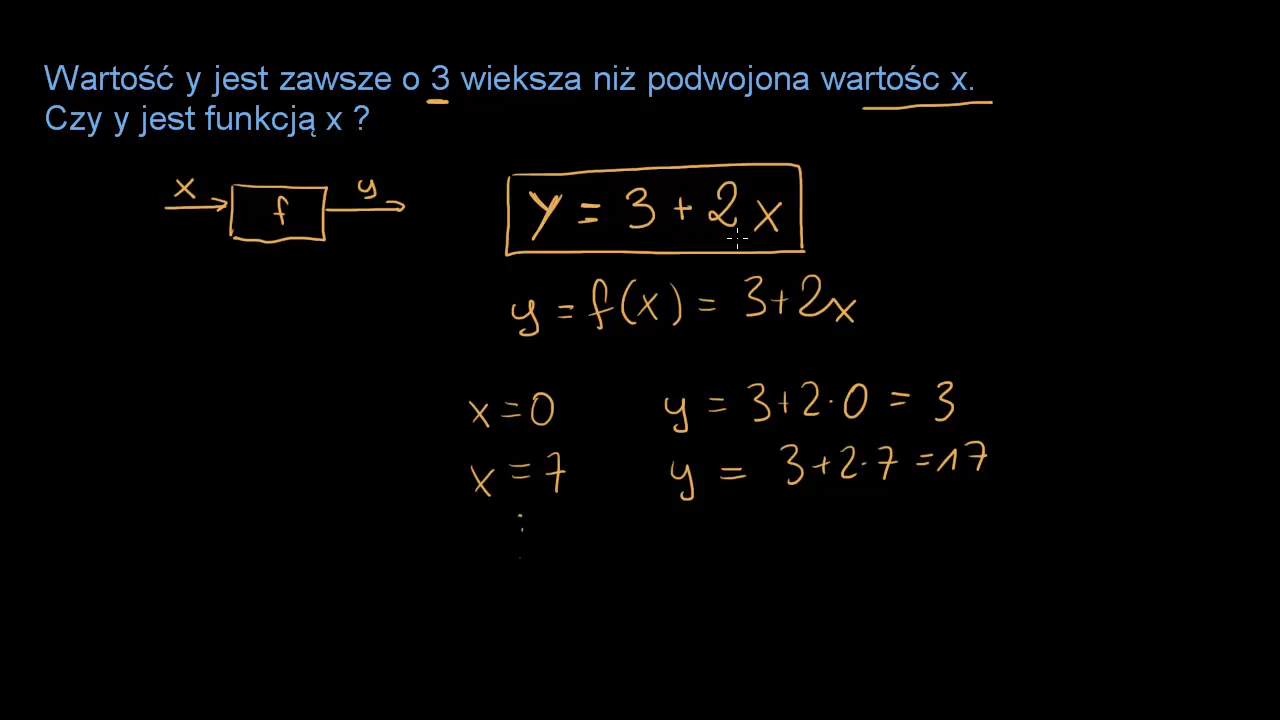 Wartość y jest zawsze o 3 wieksza niż podwojona wartośc x.
Czy y jest funkcją x ?
x f y
y = 3 + 2x
y = f(x) = 3+2x
x = 0 y = 3+2·0 = 3
x = 7 y = 3+2·7 = 17